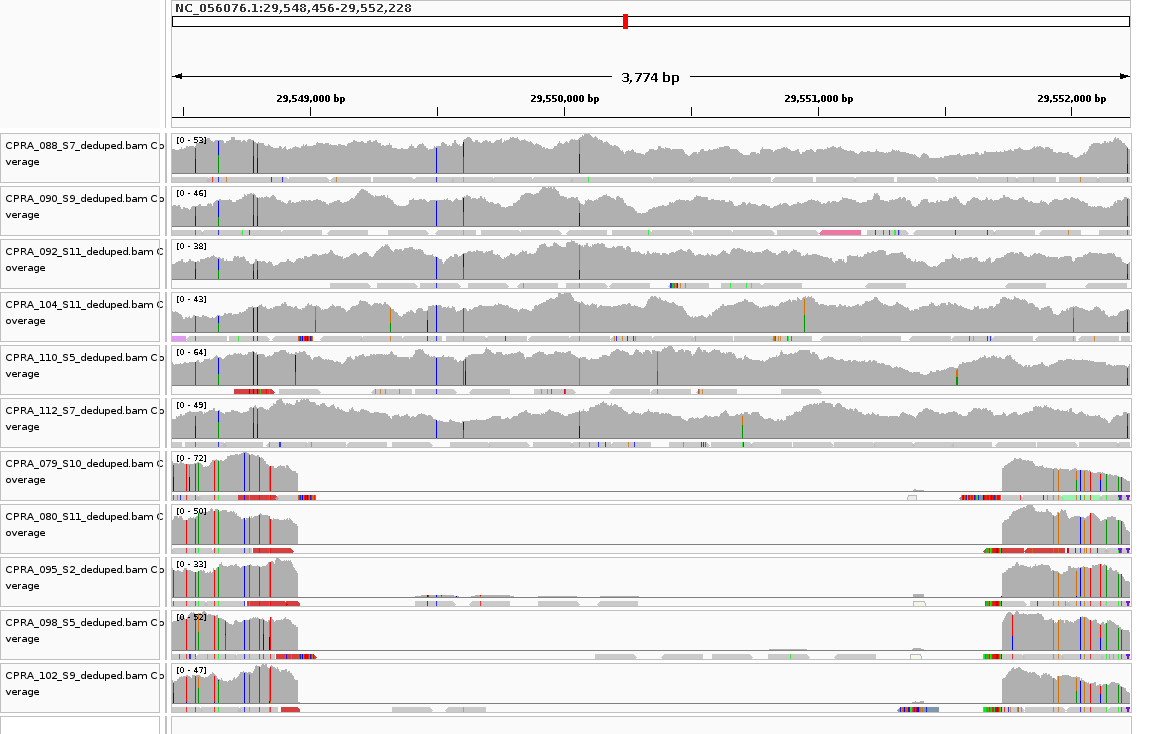 NC_056076.1:29,548,456-29,552,228
3,774 bp
29,549,000 bp 29,550,000 bp 29,551,000 bp 29,552,000 bp
CPRA_088_S7_deduped.bam Co
verage
[0 - 53]
CPRA_090_S9_deduped.bam Co
verage
[0 - 46]
CPRA_092_S11_deduped.bam C
overage
[0 - 38]
CPRA_104_S11_deduped.bam C
overage
[0 - 43]
CPRA_110_S5_deduped.bam Co
verage
[0 - 64]
CPRA_112_S7_deduped.bam Co
verage
[0 - 49]
CPRA_079_S10_deduped.bam C
overage
[0 - 72]
CPRA_080_S11_deduped.bam C
overage
[0 - 50]
CPRA_095_S2_deduped.bam Co
verage
[0 - 33]
CPRA_098_S5_deduped.bam Co
verage
[0 - 52]
CPRA_102_S9_deduped.bam Co
verage
[0 - 47]